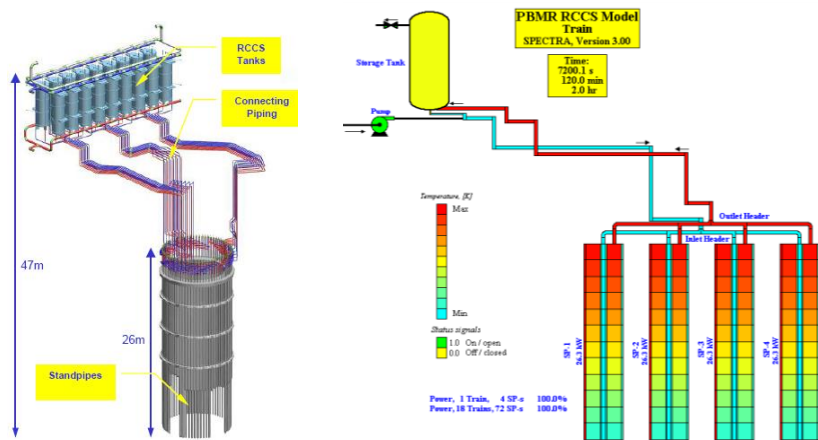 RCCS
Tanks
Connecting
Piping
47m
26m
Standpipes
PBMR RCCS Model
Train
SPECTRA, Version 3.00
Time:
7200.1 s
120.0 min
2.0 hr
Storage Tank
Pump
Temperature, [K]
Max
Min
Status signals
1.0 On / open
0.0 Off / closed
Outlet Header
Inlet Header
SP-1
26.3 kW
SP-2
26.3 kW
SP-3
26.3 kW
SP-4
26.3 kW
Power, 1 Train, 4 SP-s 100.0%
Power, 18 Trains, 72 SP-s 100.0%